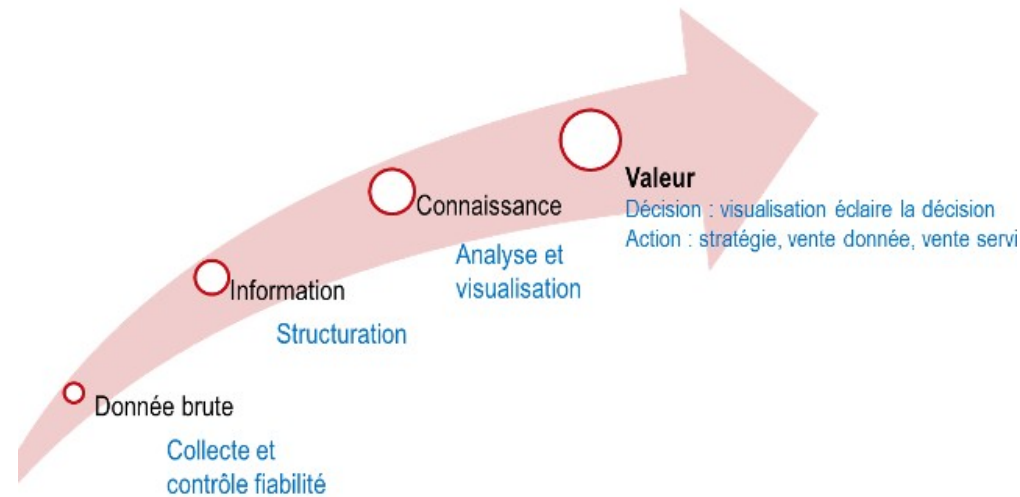 Valeur
Décision : visualisation éclaire la décision
Action : stratégie, vente donnée, vente servi
Connaissance
Analyse et
visualisation
Information
Structuration
Donnée brute
Collecte et
contrôle fiabilité